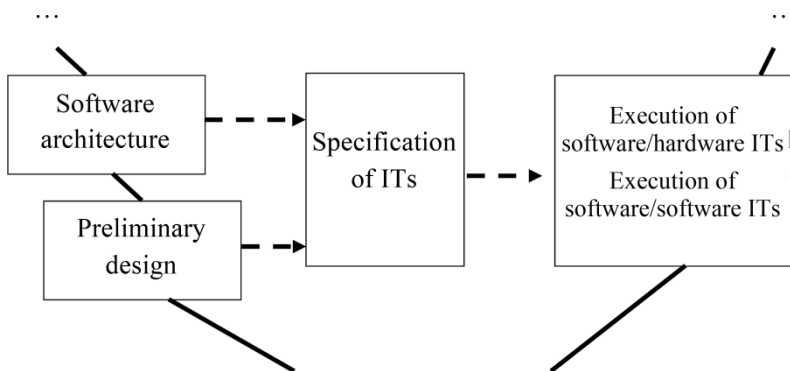 ...
..
Software
architecture
Specification
of ITs
Execution of
software/hardware ITs
Execution of
software/software ITs
Preliminary
design